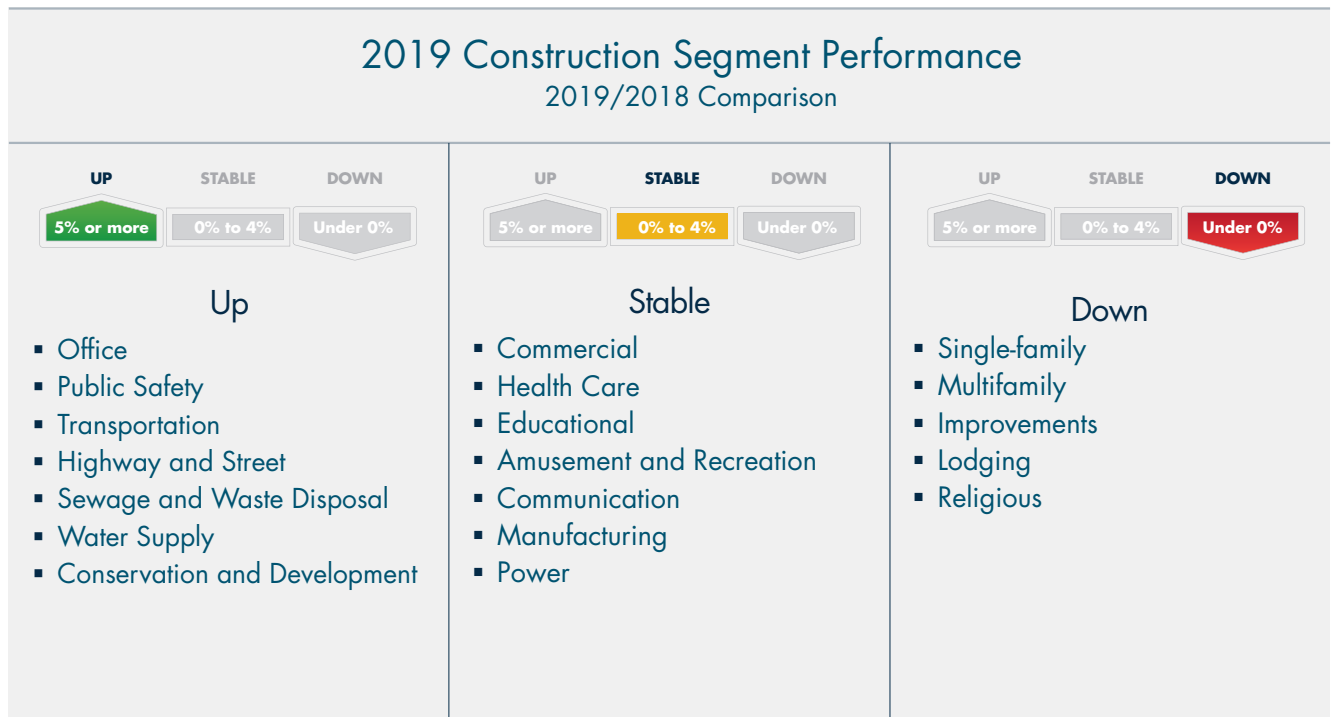 2019 Construction Segment Performance
2019/2018 Comparison
UP STABLE DOWN
5% or more 0% to 4% Under 0%
Up
▪ Office
▪ Public Safety
▪ Transportation
▪ Highway and Street
▪ Sewage and Waste Disposal
▪ Water Supply
▪ Conservation and Development
UP STABLE DOWN
5% or more 0% to 4% Under 0%
Stable
▪ Commercial
▪ Health Care
▪ Educational
▪ Amusement and Recreation
▪ Communication
▪ Manufacturing
▪ Power
UP STABLE DOWN
5% or more 0% to 4% Under 0%
Down
▪ Single-family
▪ Multifamily
▪ Improvements
▪ Lodging
▪ Religious